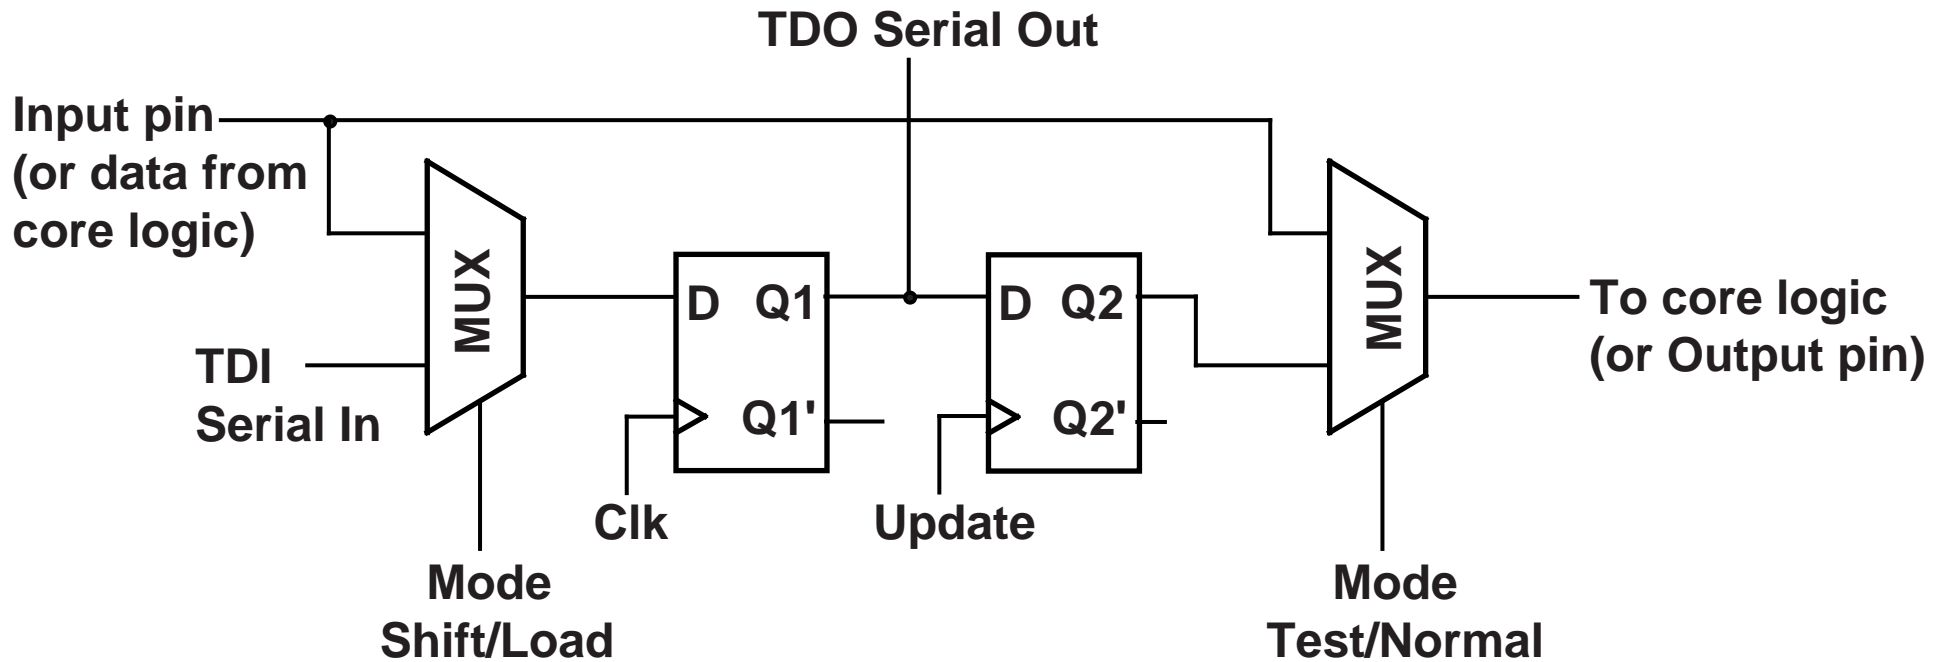 TDO Serial Out
Input pin
(or data from
core logic)
MUX
MUX
D Q1
D Q2
To core logic
(or Output pin)
TDI
Serial In
Q1'
Q2'
Clk
Update
Mode
Shift/Load
Mode
Test/Normal